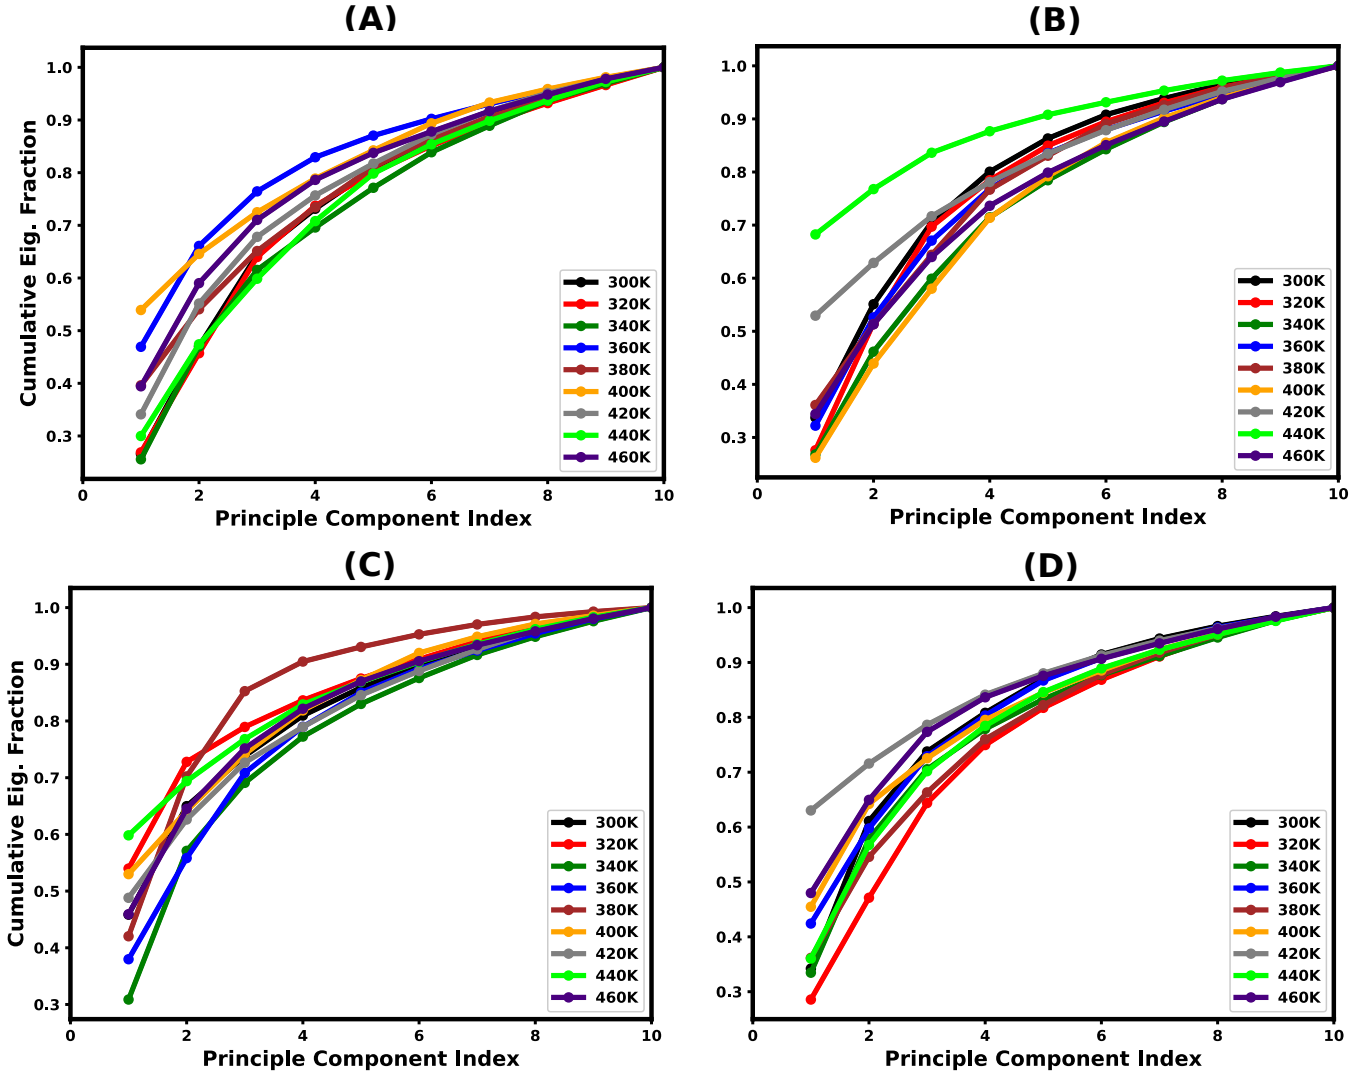 (A)
1.0
0.9
0.8
0.7
0.6
0.5
0.4
0.3
Cumulative Eig. Fraction
0 2 4 6 8 10
Principle Component Index
300K
320K
340K
360K
380K
400K
420K
440K
460K
(B)
1.0
0.9
0.8
0.7
0.6
0.5
0.4
0.3
0 2 4 6 8 10
Principle Component Index
300K
320K
340K
360K
380K
400K
420K
440K
460K
(C)
1.0
0.9
0.8
0.7
0.6
0.5
0.4
0.3
Cumulative Eig. Fraction
0 2 4 6 8 10
Principle Component Index
300K
320K
340K
360K
380K
400K
420K
440K
460K
(D)
1.0
0.9
0.8
0.7
0.6
0.5
0.4
0.3
0 2 4 6 8 10
Principle Component Index
300K
320K
340K
360K
380K
400K
420K
440K
460K